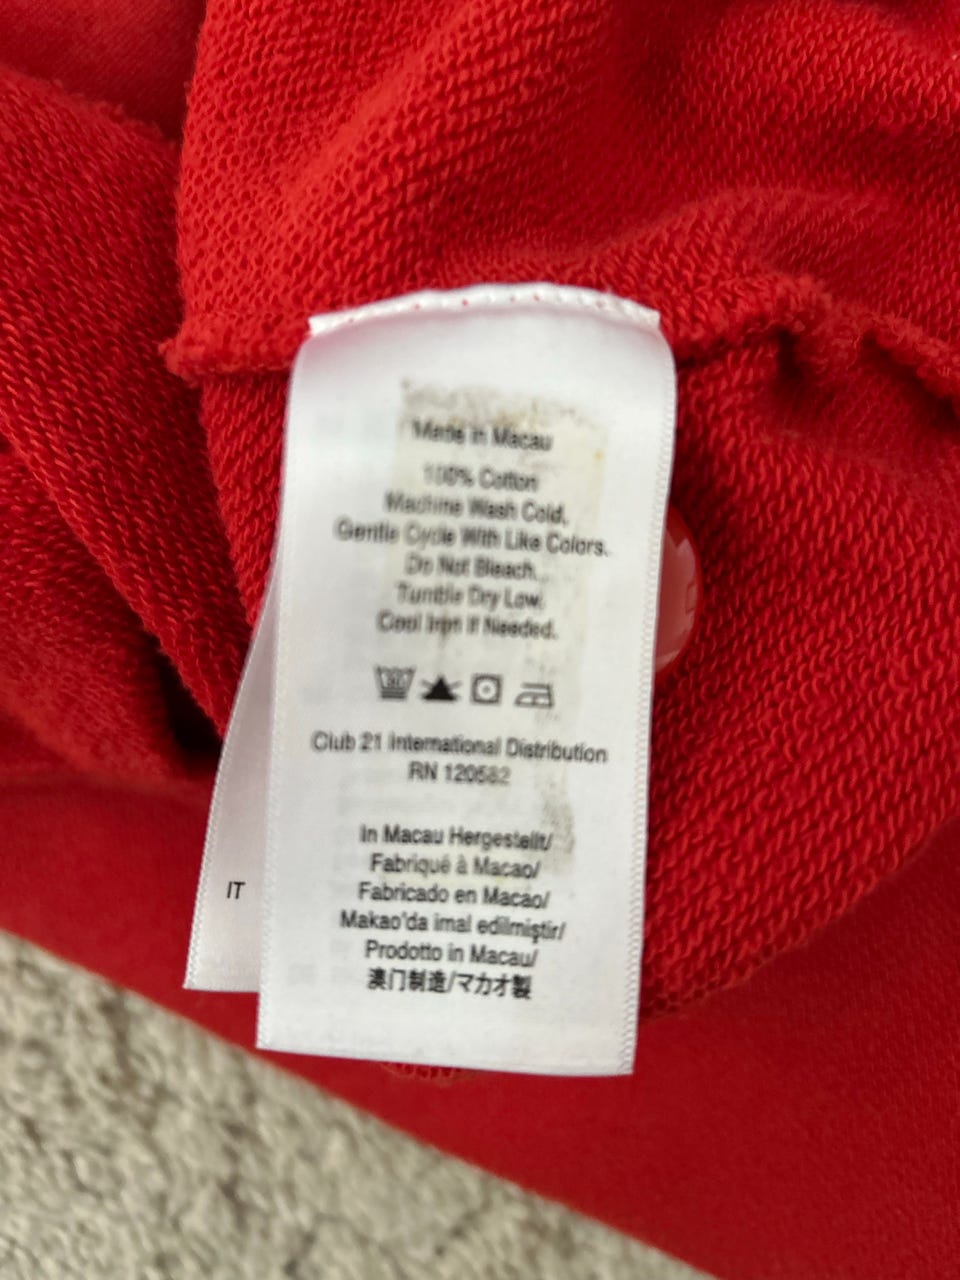 Made in Macau
100% Cotton
Machine Wash Cold,
Gentle Cycle With Like Colors.
Do Not Bleach.
Tumble Dry Low.
Cool Iron If Needed.
Club 21 International Distribution
RN 120582
In Macau Hergestellt/
Fabriqué à Macao/
Fabricado en Macao/
Makao'da imal edilmiştir/
Prodotto in Macau/
澳门制造/マカオ製
IT